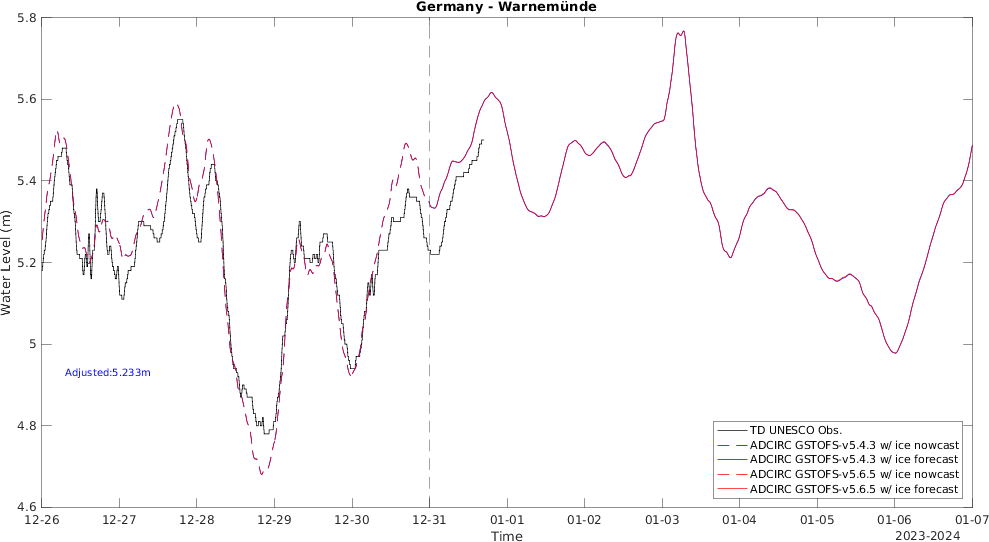 Germany - Warnemünde
5.8
5.6
5.4
5.2
5
4.8
4.6
Water Level (m)
Adjusted:5.233m
TD UNESCO Obs.
ADCIRC GSTOFS-v5.4.3 w/ ice nowcast
ADCIRC GSTOFS-v5.4.3 w/ ice forecast
ADCIRC GSTOFS-v5.6.5 w/ ice nowcast
ADCIRC GSTOFS-v5.6.5 w/ ice forecast
12-26 12-27 12-28 12-29 12-30 12-31 01-01 01-02 01-03 01-04 01-05 01-06 01-07
Time
2023-2024